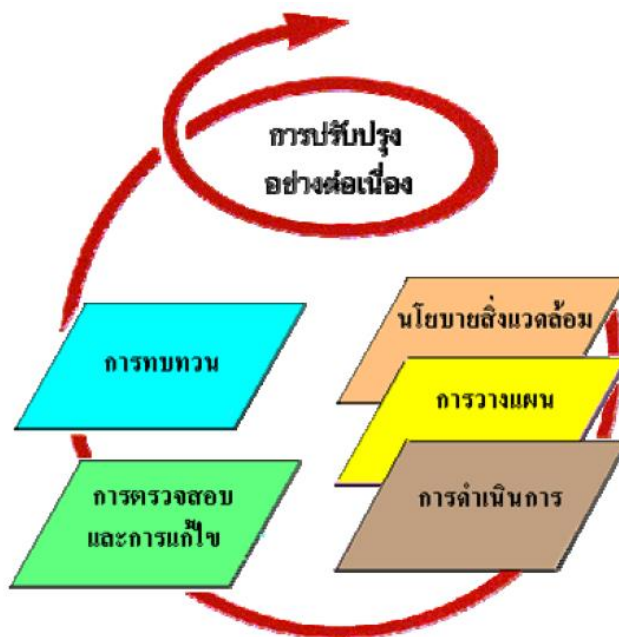 การปรับปรุง
อย่างต่อเนื่อง
นโยบายสิ่งแวดล้อม
การวางแผน
การดำเนินการ
การตรวจสอบ
และการแก้ไข
การทบทวน